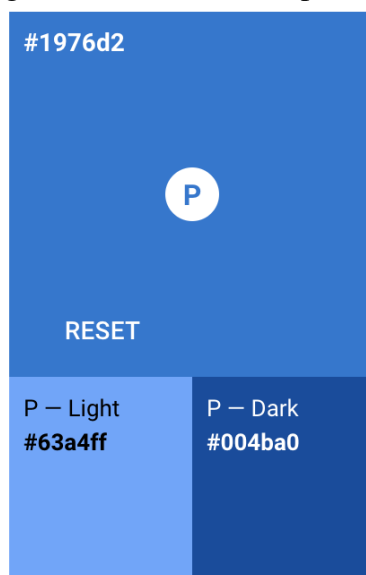 #1976d2
P
RESET
P — Light
#63a4ff
P — Dark
#004ba0